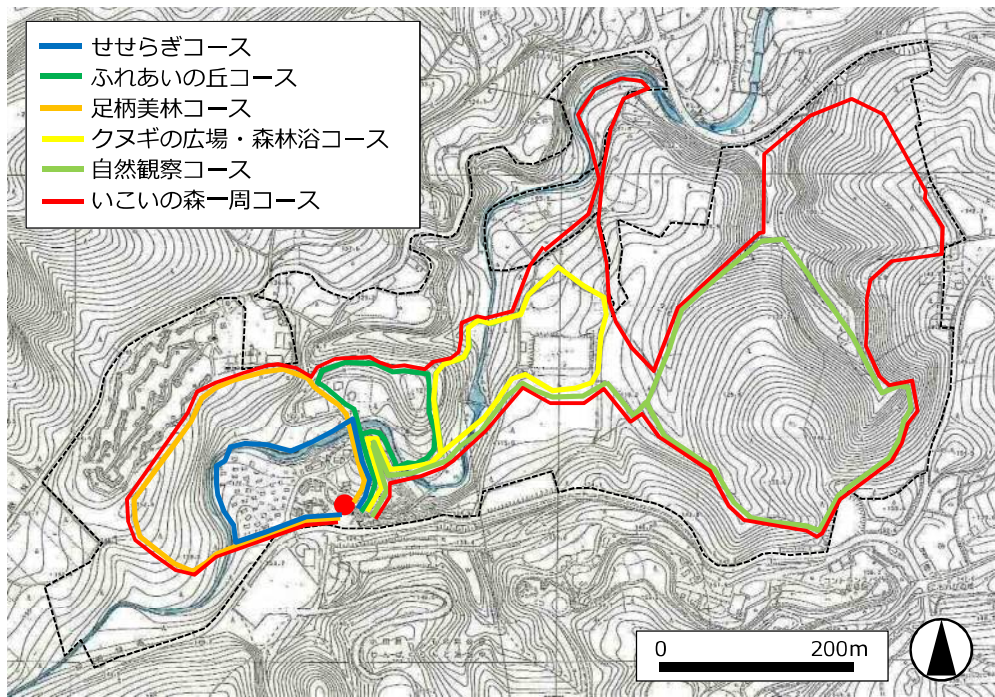 せせらぎコース
ふれあいの丘コース
足柄美林コース
クヌギの広場・森林浴コース
自然観察コース
いこいの森一周コース
0 200m